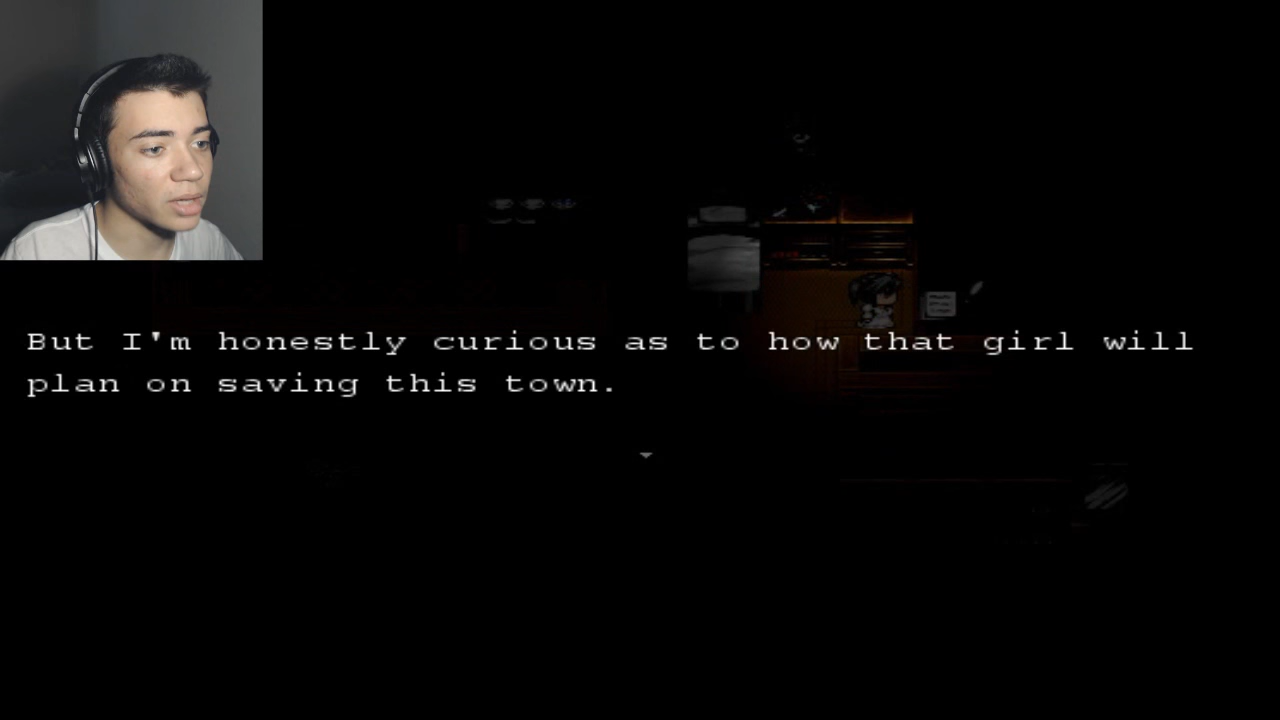 But I'm honestly curious as to how that girl will
plan on saving this town.